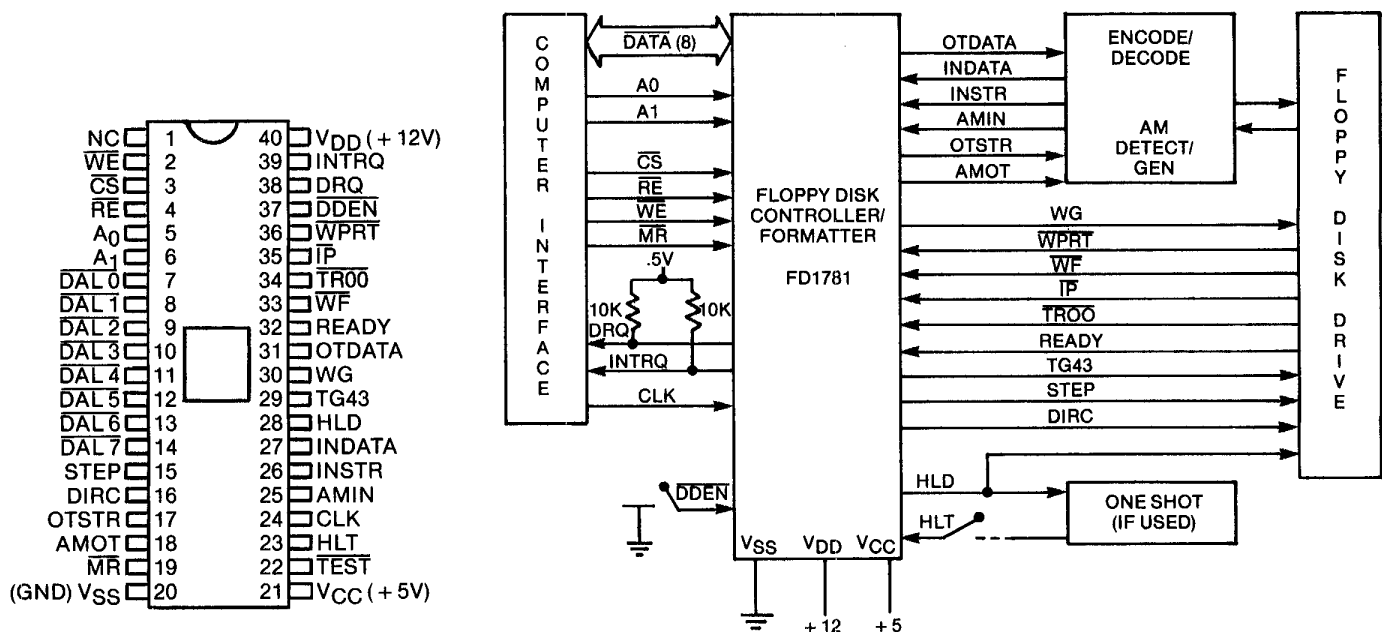 NC 1 40 VDD (+12V)
WE 2 39 INTRQ
CS 3 38 DRQ
RE 4 37 DDEN
A0 5 36 WPRT
A1 6 35 IP
DAL 0 7 34 TR00
DAL 1 8 33 WF
DAL 2 9 32 READY
DAL 3 10 31 OTDATA
DAL 4 11 30 WG
DAL 5 12 29 TG43
DAL 6 13 28 HLD
DAL 7 14 27 INDATA
STEP 15 26 INSTR
DIRC 16 25 AMIN
OTSTR 17 24 CLK
AMOT 18 23 HLT
MR 19 22 TEST
(GND) VSS 20 21 VCC (+5V)
COMPUTER INTERFACE
DATA (8)
A0
A1
CS
RE
WE
MR
.5V
10K
10K
DRQ
INTRQ
CLK
DDEN
FLOPPY DISK
CONTROLLER/
FORMATTER
FD1781
VSS VDD VCC
+12 +5
OTDATA
INDATA
INSTR
AMIN
OTSTR
AMOT
ENCODE/
DECODE
AM
DETECT/
GEN
WG
WPRT
WF
IP
TROO
READY
TG43
STEP
DIRC
HLD
HLT
ONE SHOT
(IF USED)
FLOPPY DISK DRIVE